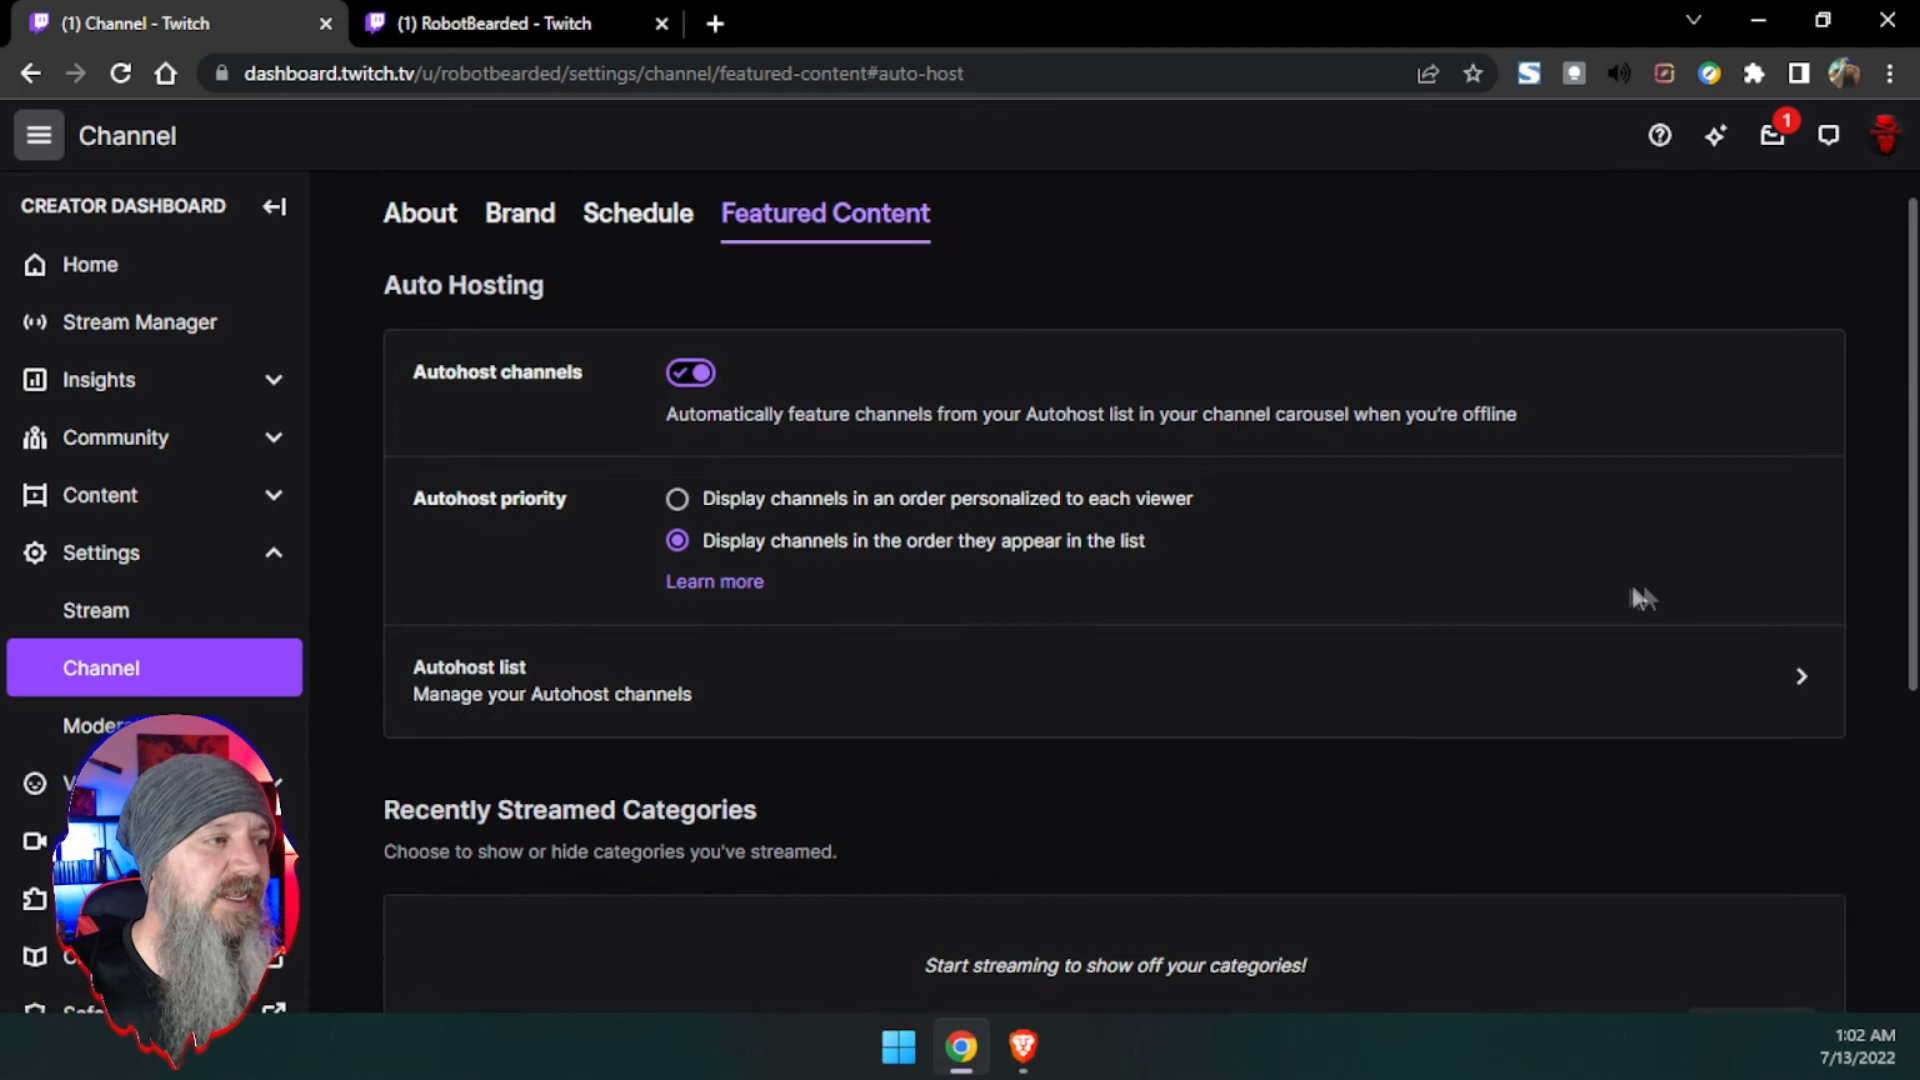 (1) Channel - Twitch
(1) RobotBearded - Twitch
dashboard.twitch.tv/u/robotbearded/settings/channel/featured-content#auto-host
Channel
1
CREATOR DASHBOARD
Home
Stream Manager
Insights
Community
Content
Settings
Stream
Channel
Moder
About
Brand
Schedule
Featured Content
Auto Hosting
Autohost channels
Automatically feature channels from your Autohost list in your channel carousel when you're offline
Autohost priority
Display channels in an order personalized to each viewer
Display channels in the order they appear in the list
Learn more
Autohost list
Manage your Autohost channels
Recently Streamed Categories
Choose to show or hide categories you've streamed.
Start streaming to show off your categories!
1:02 AM
7/13/2022